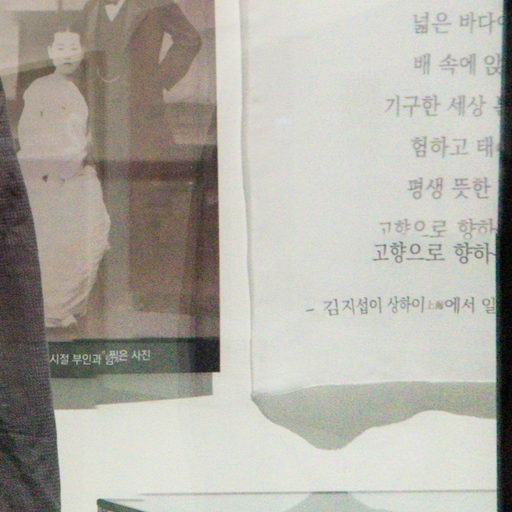 넓은 바다
배 속에
기구한 세상
험하고
평생 뜻한
고향으로 향하
고향으로 향하
- 김지섭이 상하이上海에서
시절 부인과 찍은 사진